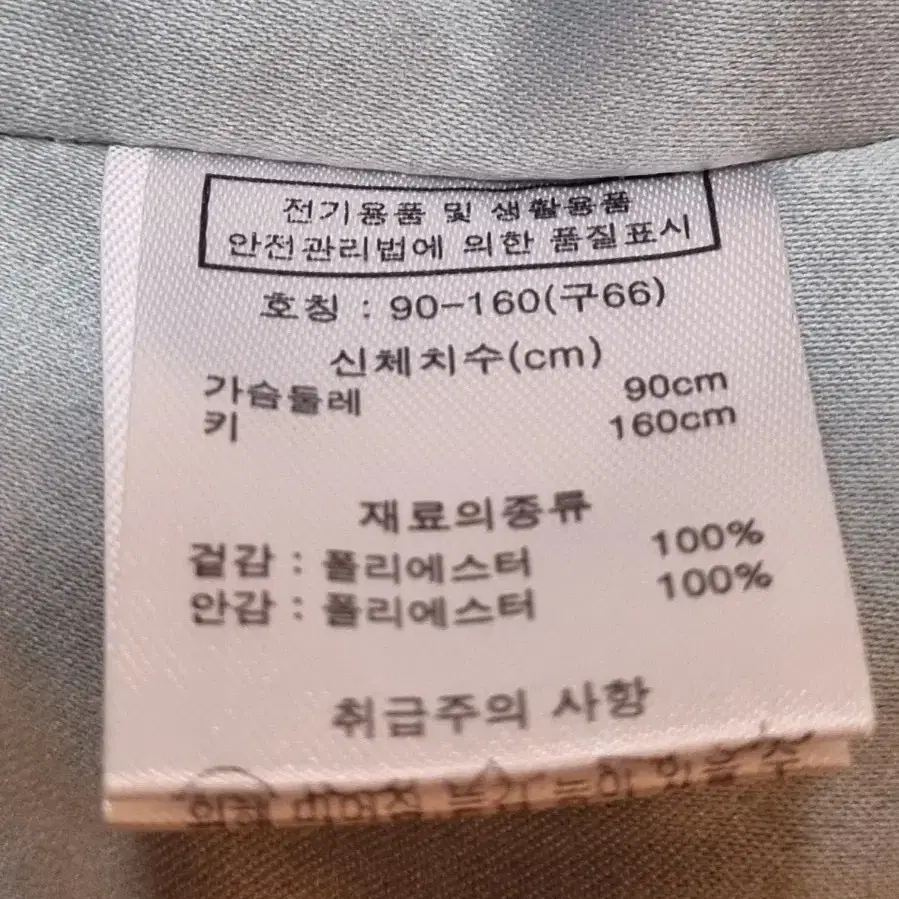 전기용품 및 생활용품
안전관리법에 의한 품질표시
호칭 : 90-160(구66)
신체치수(cm)
가슴둘레 90cm
키 160cm
재료의종류
겉감 : 폴리에스터 100%
안감 : 폴리에스터 100%
취급주의 사항